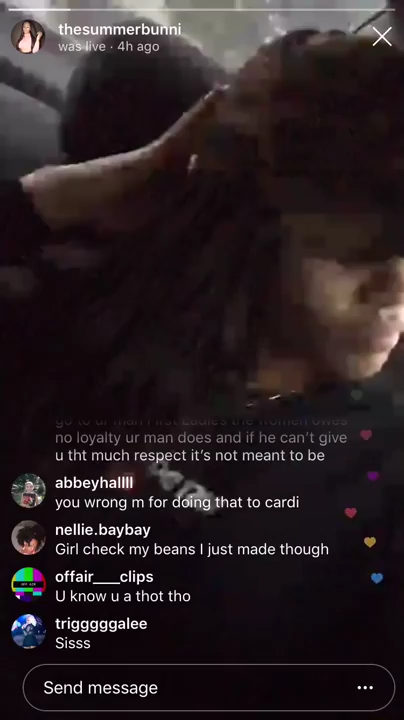 thesummerbunni
was live · 4h ago
go to ur man First Ladies the women owes
no loyalty ur man does and if he can't give
u tht much respect it's not meant to be
abbeyhallll
you wrong m for doing that to cardi
nellie.baybay
Girl check my beans I just made though
offair____clips
U know u a thot tho
trigggggalee
Sisss
Send message